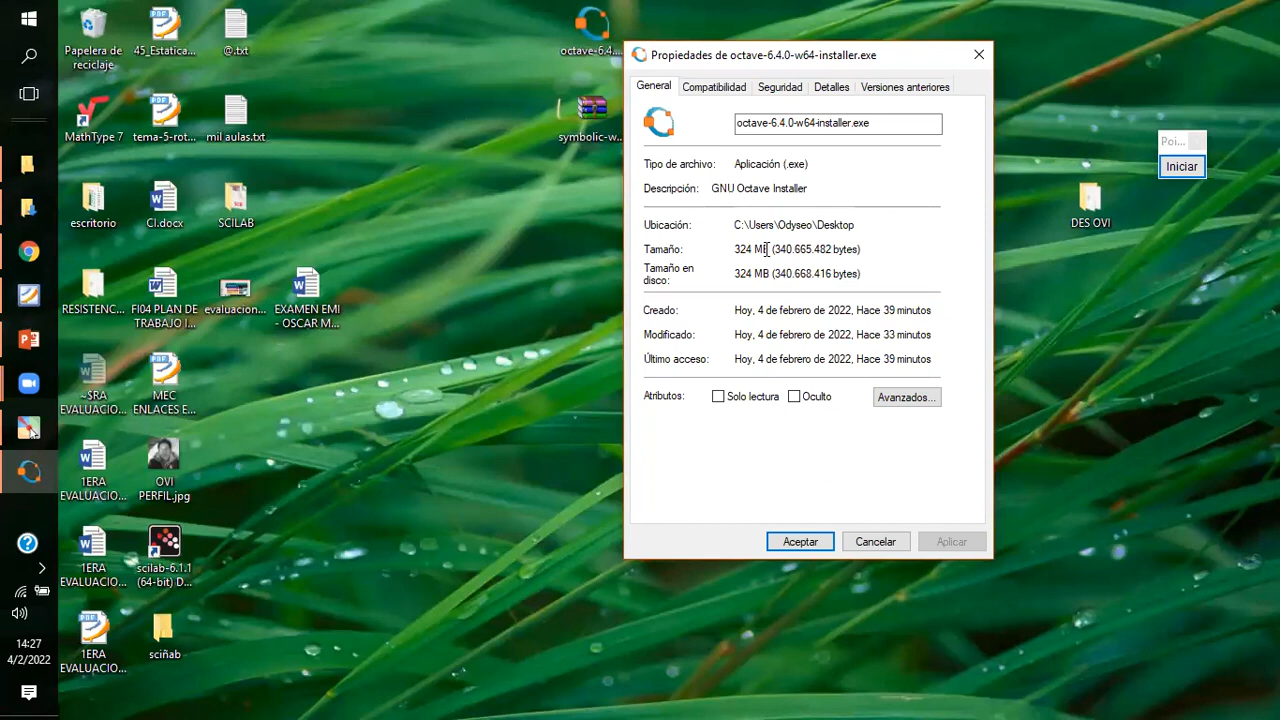 Papelera de
reciclaje
45_Estatica...
@.txt
octave-6.4....
MathType 7
tema-5-rot...
mil aulas.txt
symbolic-w...
escritorio
CI.docx
SCILAB
DES OVI
RESISTENC...
FI04 PLAN DE
TRABAJO I...
evaluacion...
EXAMEN EMI
- OSCAR M...
~$RA
EVALUACIO...
MEC
ENLACES E...
1ERA
EVALUACIO...
OVI
PERFIL.jpg
1ERA
EVALUACIO...
scilab-6.1.1
(64-bit) D...
1ERA
EVALUACIO...
sciñab
14:27
4/2/2022
Propiedades de octave-6.4.0-w64-installer.exe
General
Compatibilidad
Seguridad
Detalles
Versiones anteriores
octave-6.4.0-w64-installer.exe
Tipo de archivo: Aplicación (.exe)
Descripción: GNU Octave Installer
Ubicación: C:\Users\Odyseo\Desktop
Tamaño: 324 MB (340.665.482 bytes)
Tamaño en
disco: 324 MB (340.668.416 bytes)
Creado: Hoy, 4 de febrero de 2022, Hace 39 minutos
Modificado: Hoy, 4 de febrero de 2022, Hace 33 minutos
Último acceso: Hoy, 4 de febrero de 2022, Hace 39 minutos
Atributos: Solo lectura Oculto Avanzados...
Aceptar Cancelar Aplicar
Poi...
Iniciar